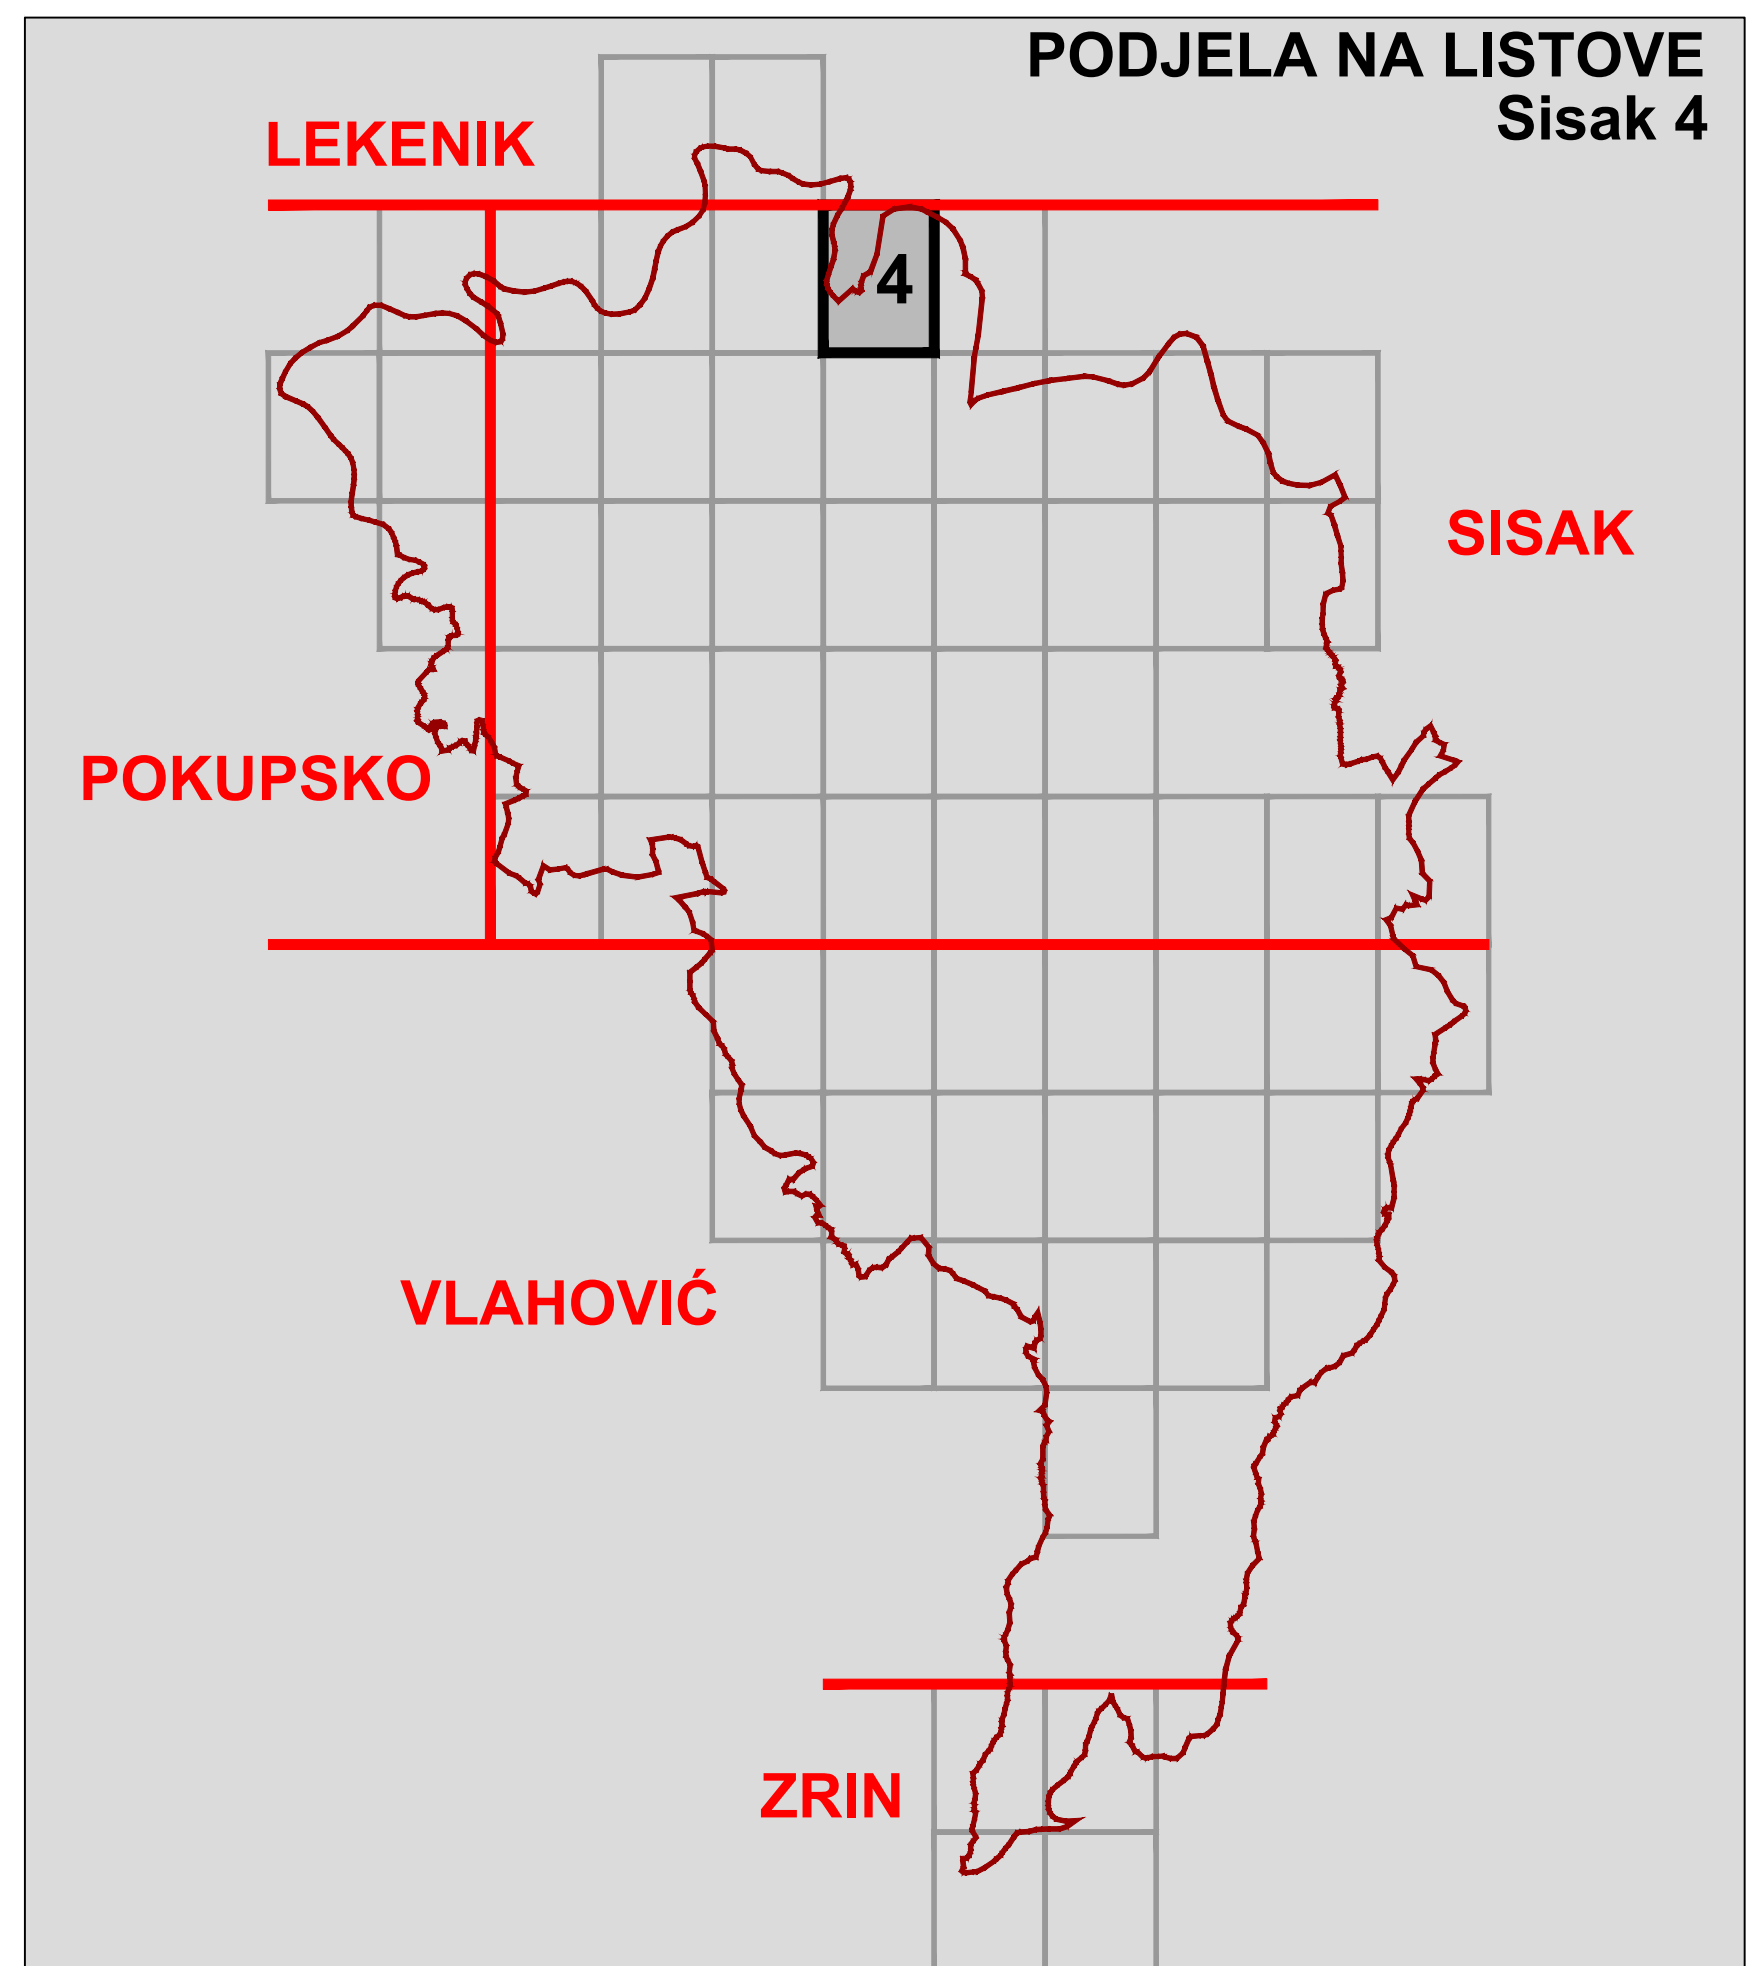 PODJELA NA LISTOVE
Sisak 4
LEKENIK
4
SISAK
POKUPSKO
VLAHOVIĆ
ZRIN